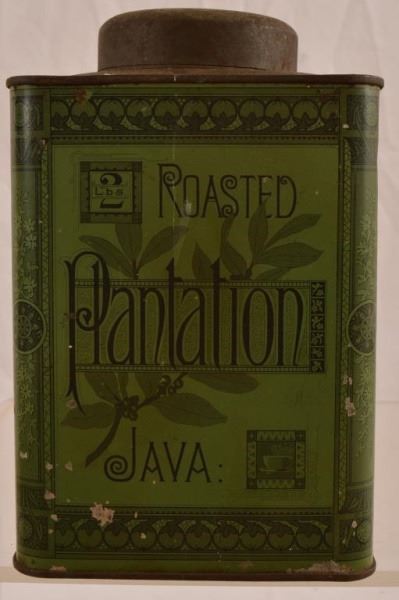 2
Lbs
ROASTED
Plantation
JAVA: